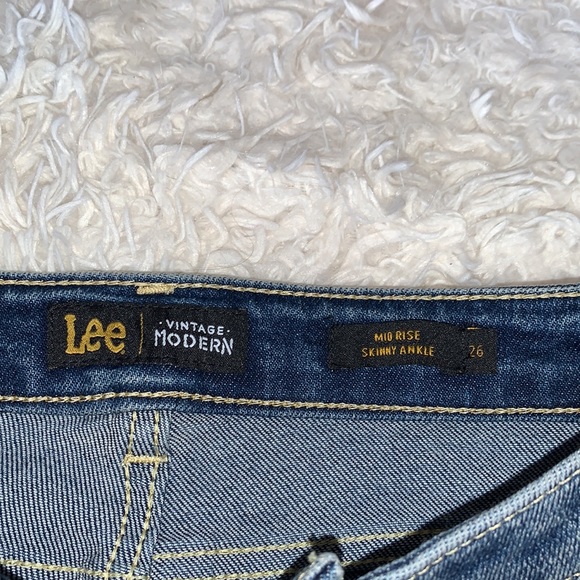 Lee
·VINTAGE·
MODERN
MID RISE
SKINNY ANKLE
26